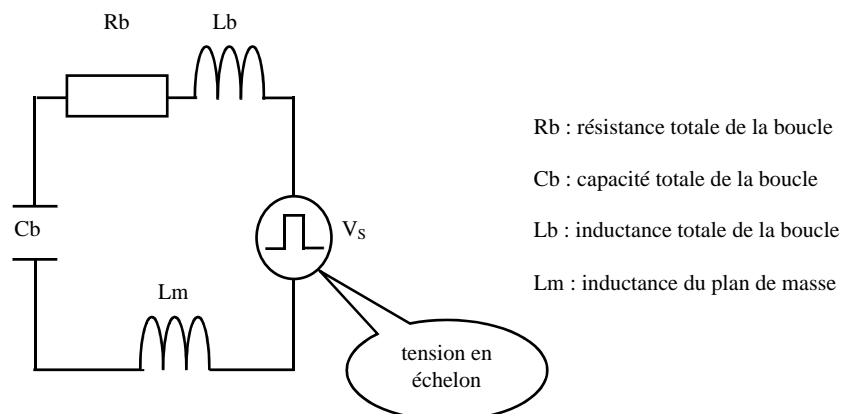 Rb
Lb
Rb : résistance totale de la boucle
Cb : capacité totale de la boucle
Cb
V_S
Lb : inductance totale de la boucle
Lm : inductance du plan de masse
Lm
tension en
échelon